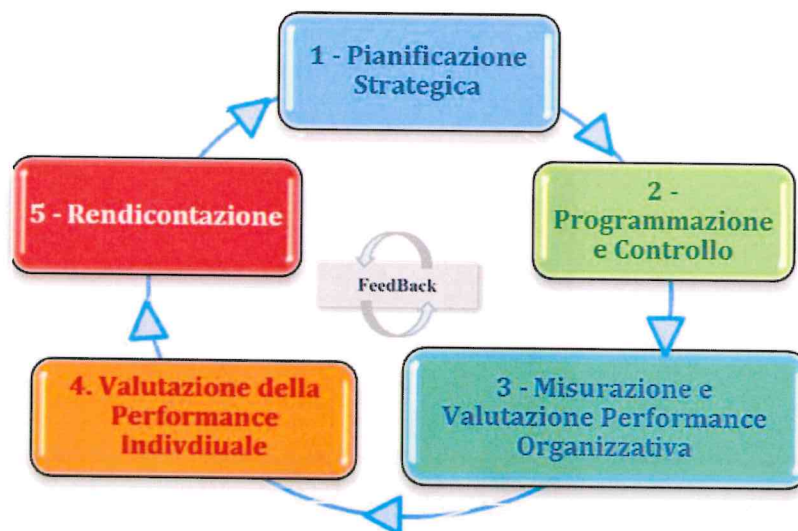 1 - Pianificazione
Strategica
2 -
Programmazione
e Controllo
3 - Misurazione e
Valutazione Performance
Organizzativa
4. Valutazione della
Performance
Indivdiuale
5 - Rendicontazione
FeedBack